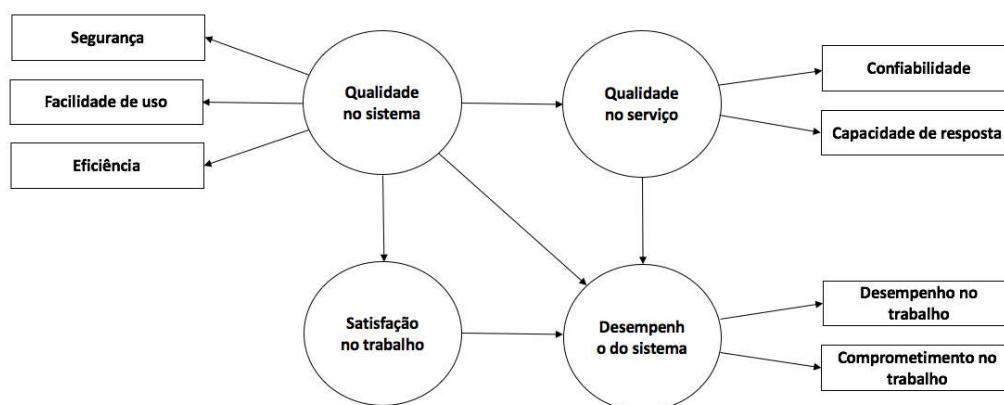 Segurança
Facilidade de uso
Eficiência
Qualidade
no sistema
Qualidade
no serviço
Confiabilidade
Capacidade de resposta
Satisfação
no trabalho
Desempenh
o do sistema
Desempenho no
trabalho
Comprometimento no
trabalho